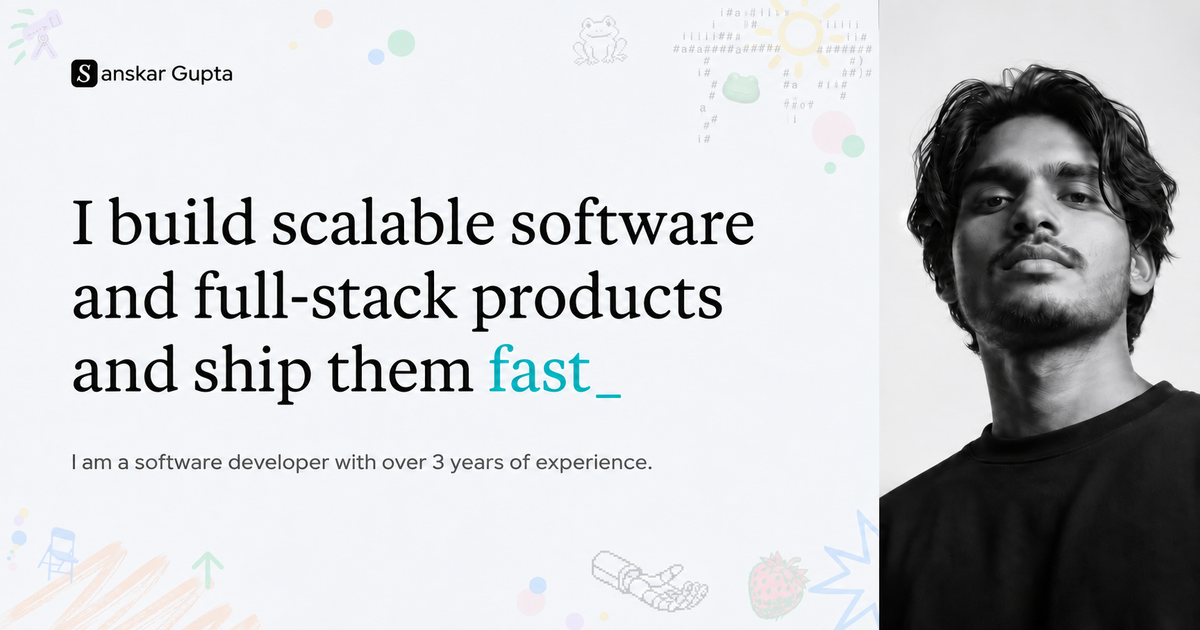 Sanskar Gupta
I build scalable software
and full-stack products
and ship them fast_
I am a software developer with over 3 years of experience.